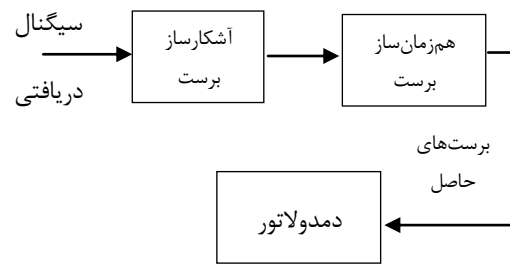 سیگنال
دریافتی
آشکارساز
برست
هم‌زمان‌ساز
برست
برست‌های
حاصل
دمدولاتور